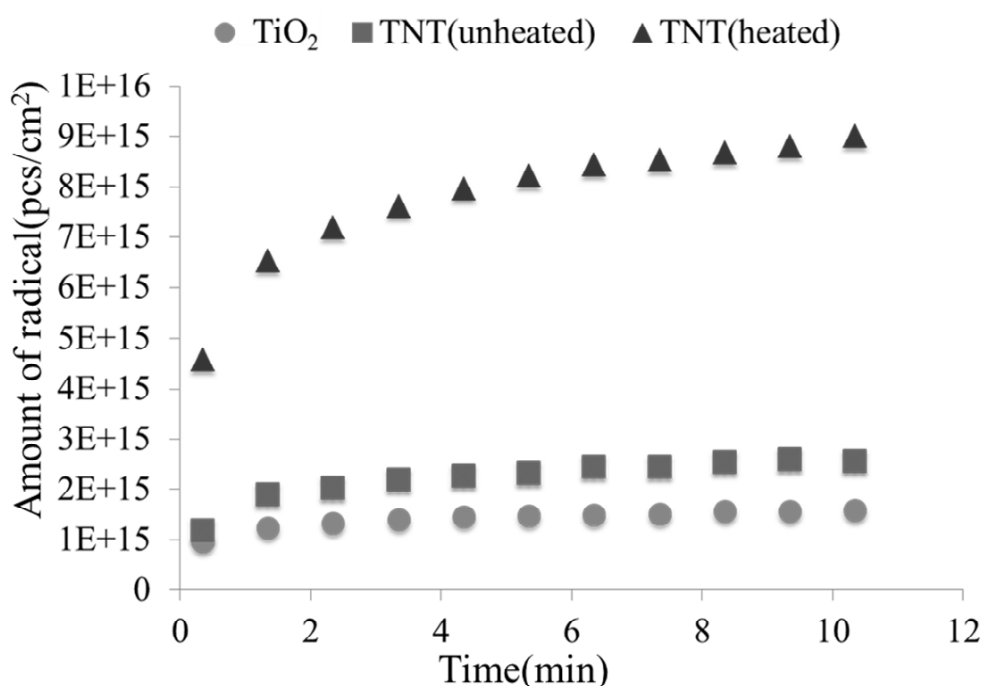 TiO₂ TNT(unheated) TNT(heated)
Amount of radical(pcs/cm²)
1E+16
9E+15
8E+15
7E+15
6E+15
5E+15
4E+15
3E+15
2E+15
1E+15
0
0 2 4 6 8 10 12
Time(min)